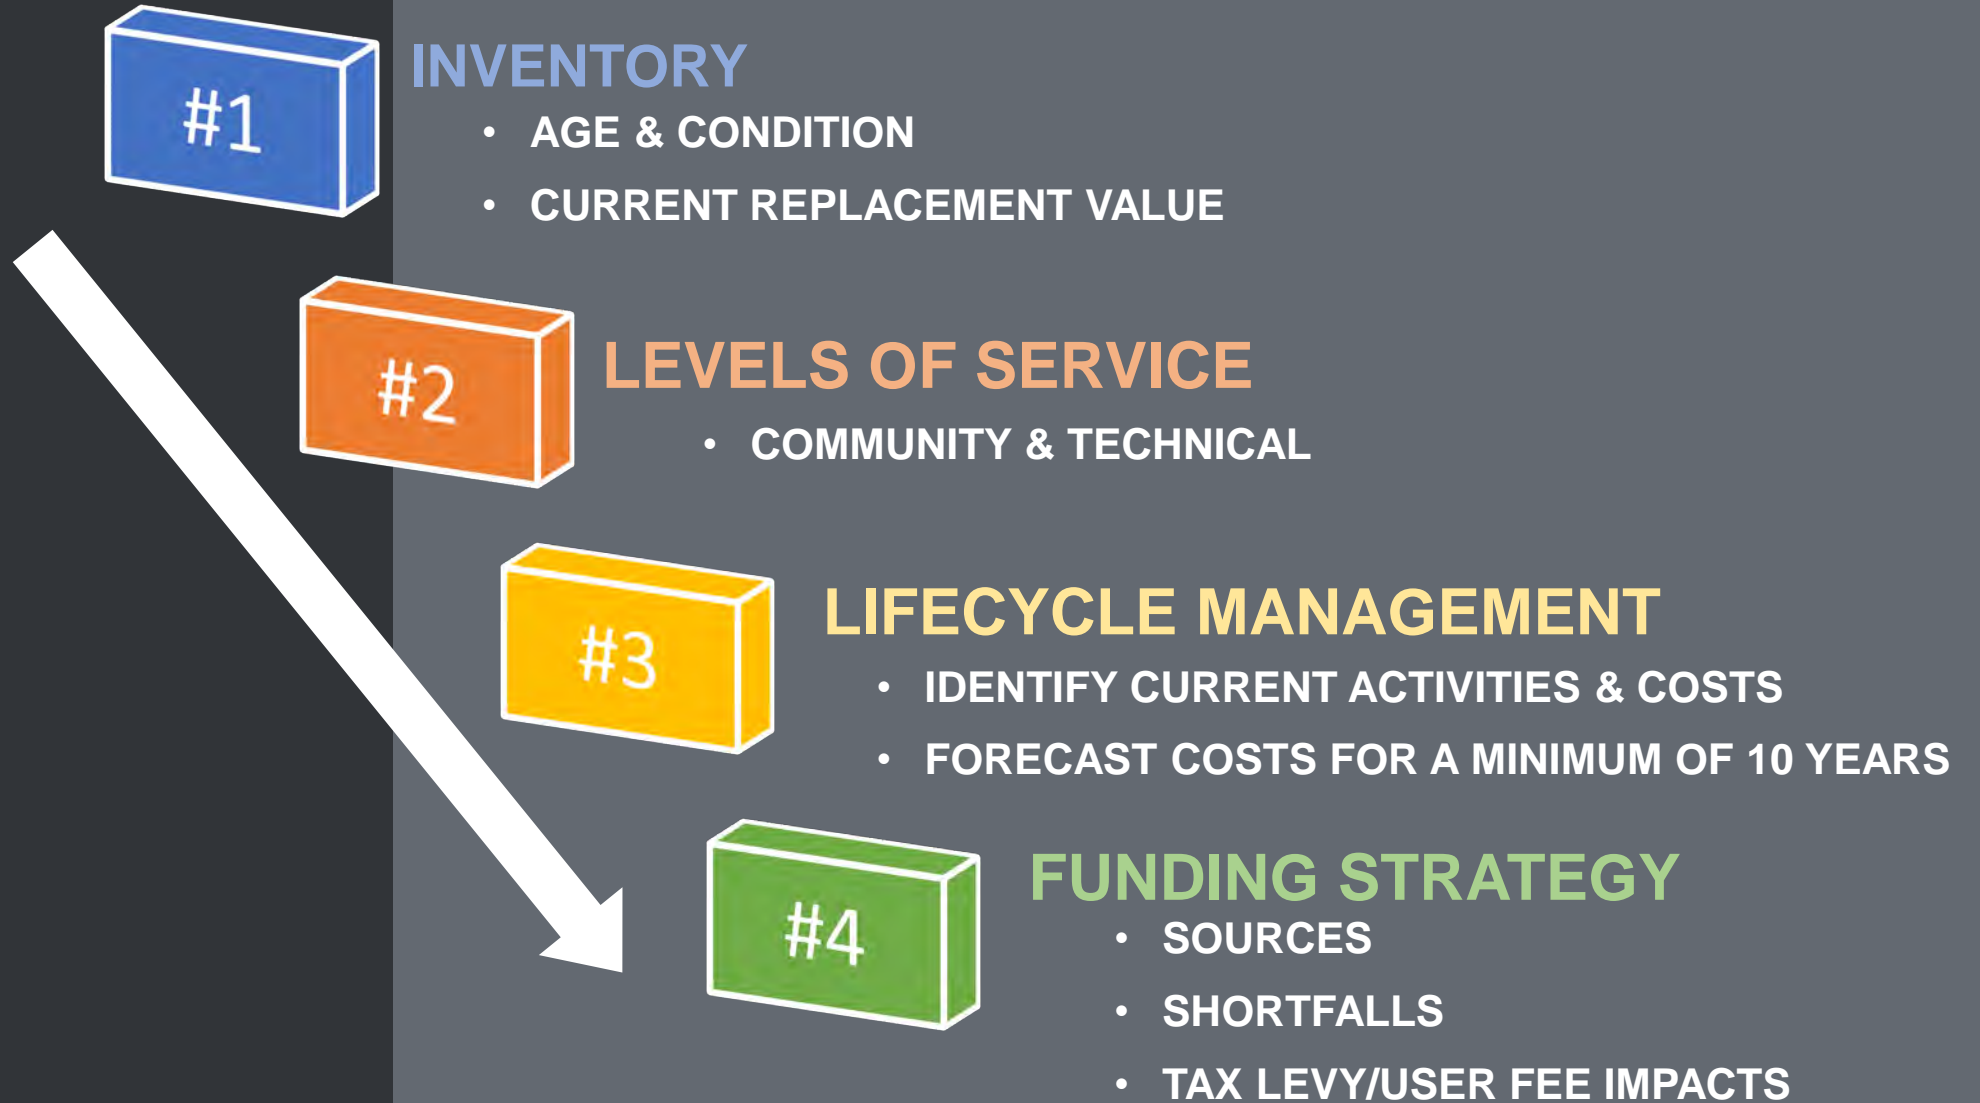 #1
INVENTORY
• AGE & CONDITION
• CURRENT REPLACEMENT VALUE
#2
LEVELS OF SERVICE
• COMMUNITY & TECHNICAL
#3
LIFECYCLE MANAGEMENT
• IDENTIFY CURRENT ACTIVITIES & COSTS
• FORECAST COSTS FOR A MINIMUM OF 10 YEARS
#4
FUNDING STRATEGY
• SOURCES
• SHORTFALLS
• TAX LEVY/USER FEE IMPACTS